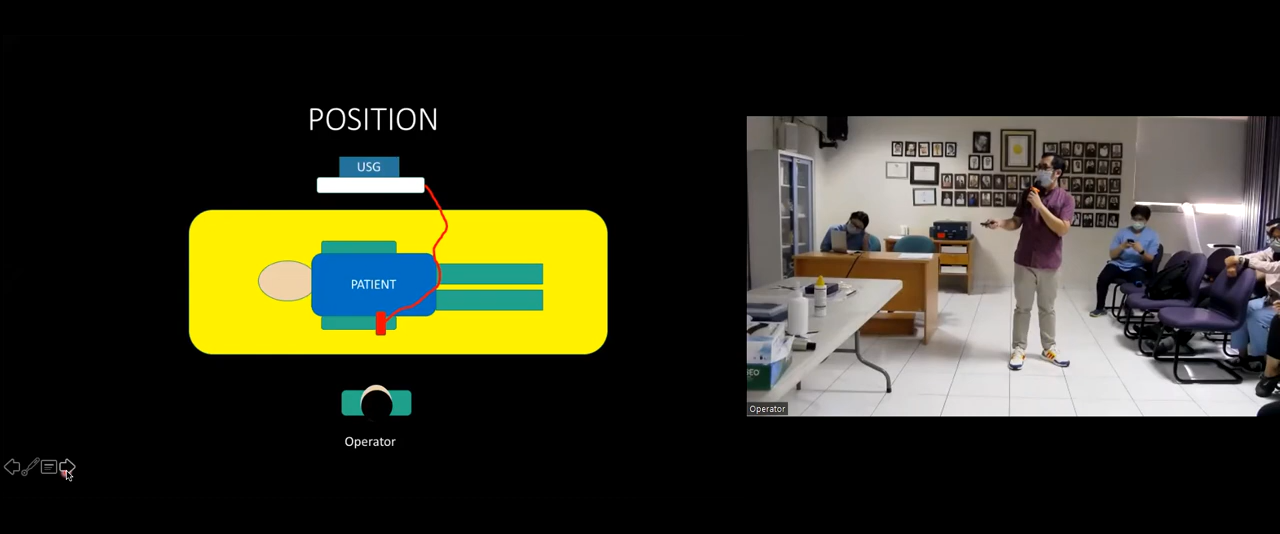 POSITION
USG
PATIENT
Operator
Operator